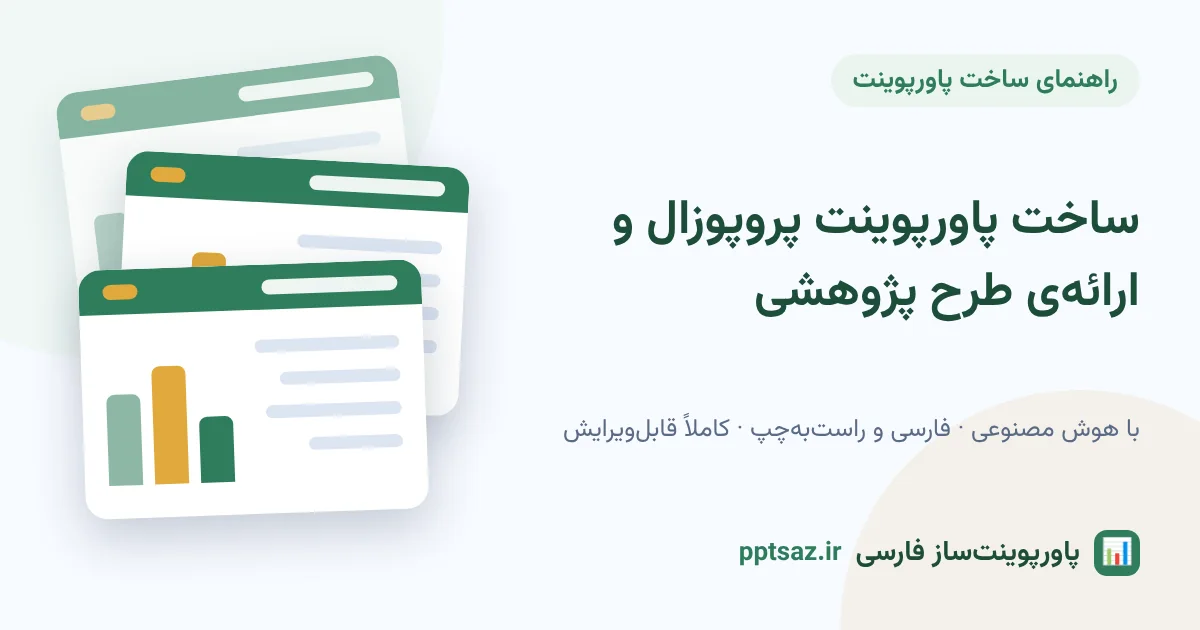 راهنمای ساخت پاورپوینت
ساخت پاورپوینت پروپوزال و
ارائه‌ی طرح پژوهشی
با هوش مصنوعی · فارسی و راست‌به‌چپ · کاملاً قابل‌ویرایش
پاورپوینت‌ساز فارسی pptsaz.ir